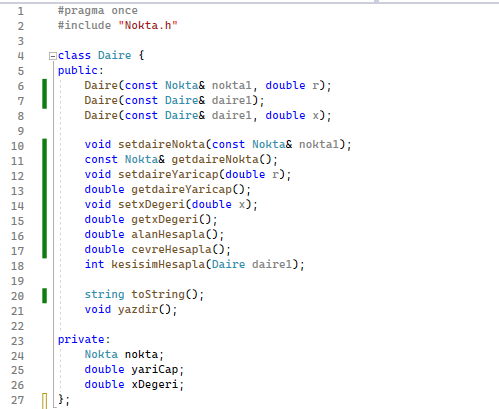 1 #pragma once
2 #include "Nokta.h"
3
4 class Daire {
5 public:
6 Daire(const Nokta& nokta1, double r);
7 Daire(const Daire& daire1);
8 Daire(const Daire& daire1, double x);
9
10 void setdaireNokta(const Nokta& nokta1);
11 const Nokta& getdaireNokta();
12 void setdaireYaricap(double r);
13 double getdaireYaricap();
14 void setxDegeri(double x);
15 double getxDegeri();
16 double alanHesapla();
17 double cevreHesapla();
18 int kesisimHesapla(Daire daire1);
19
20 string toString();
21 void yazdir();
22
23 private:
24 Nokta nokta;
25 double yariCap;
26 double xDegeri;
27 };